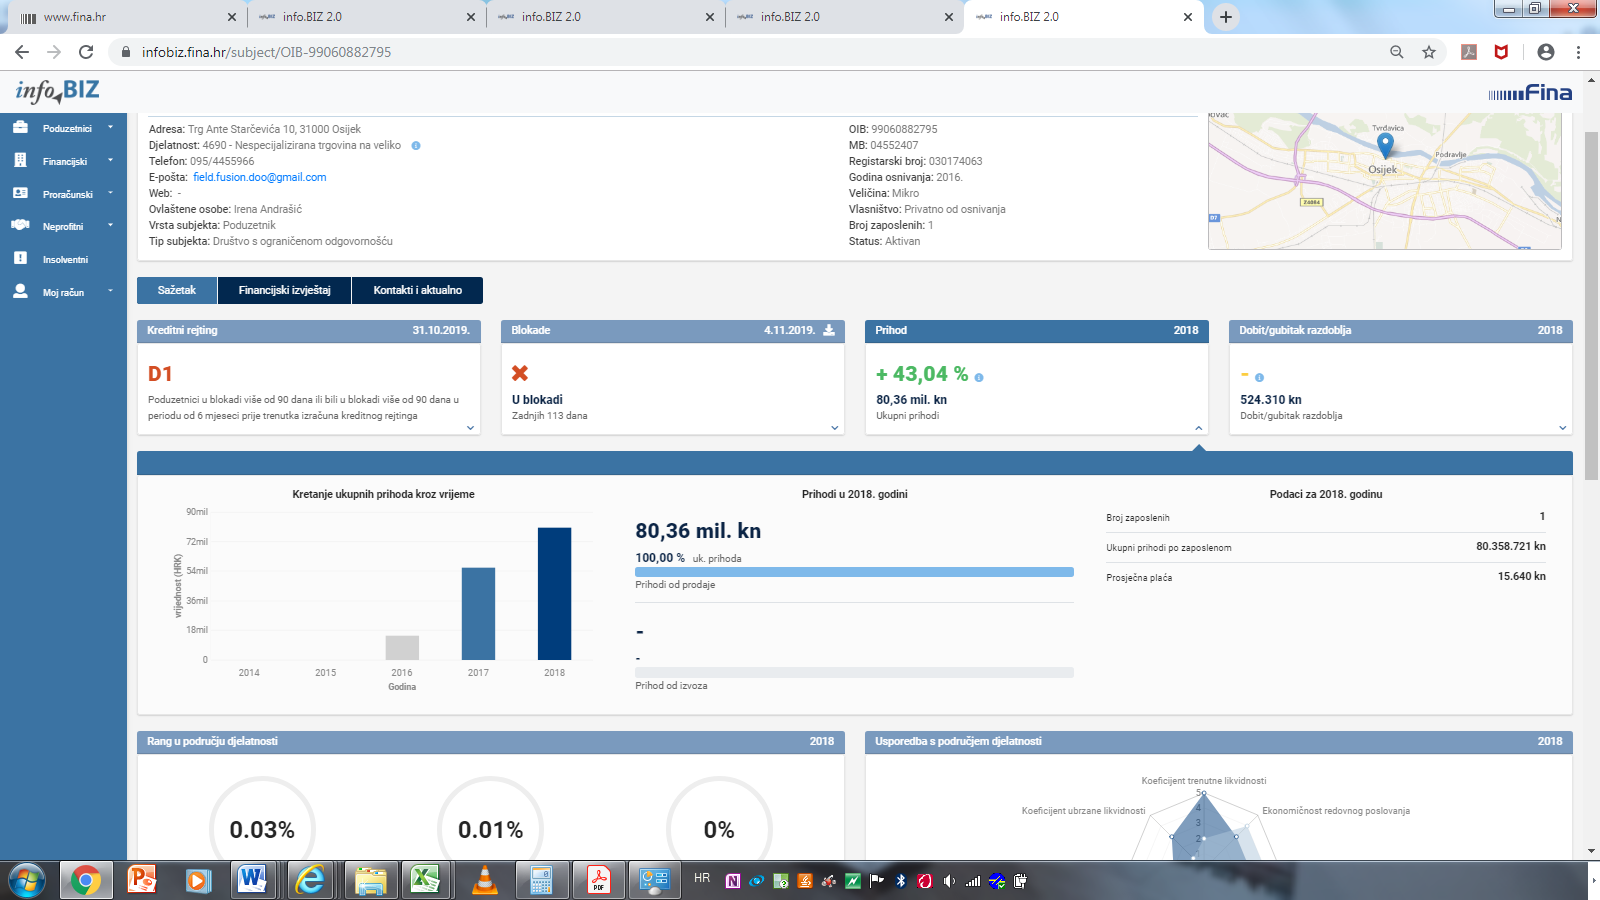 www.fina.hr
info.BIZ 2.0
info.BIZ 2.0
info.BIZ 2.0
info.BIZ 2.0
infobiz.fina.hr/subject/OIB-99060882795
info.BIZ
Fina
Poduzetnici
Financijski
Proračunski
Neprofitni
Insolventni
Moj račun
Adresa: Trg Ante Starčevića 10, 31000 Osijek
Djelatnost: 4690 - Nespecijalizirana trgovina na veliko
Telefon: 095/4455966
E-pošta: field.fusion.doo@gmail.com
Web: -
Ovlaštene osobe: Irena Andrašić
Vrsta subjekta: Poduzetnik
Tip subjekta: Društvo s ograničenom odgovornošću
OIB: 99060882795
MB: 04552407
Registarski broj: 030174063
Godina osnivanja: 2016.
Veličina: Mikro
Vlasništvo: Privatno od osnivanja
Broj zaposlenih: 1
Status: Aktivan
Tvrđavica
Podravlje
Osijek
D7
Sažetak
Financijski izvještaj
Kontakti i aktualno
Kreditni rejting 31.10.2019.
D1
Poduzetnici u blokadi više od 90 dana ili bili u blokadi više od 90 dana u
periodu od 6 mjeseci prije trenutka izračuna kreditnog rejtinga
Blokade 4.11.2019.
U blokadi
Zadnjih 113 dana
Prihod 2018
+ 43,04 %
80,36 mil. kn
Ukupni prihodi
Dobit/gubitak razdoblja 2018
-
524.310 kn
Dobit/gubitak razdoblja
Kretanje ukupnih prihoda kroz vrijeme
vrijednost (HRK)
90mil
72mil
54mil
36mil
18mil
0
2014 2015 2016 2017 2018
Godina
Prihodi u 2018. godini
80,36 mil. kn
100,00 % uk. prihoda
Prihodi od prodaje
-
-
Prihod od izvoza
Podaci za 2018. godinu
Broj zaposlenih 1
Ukupni prihodi po zaposlenom 80.358.721 kn
Prosječna plaća 15.640 kn
Rang u području djelatnosti 2018
0.03% 0.01% 0%
Usporedba s područjem djelatnosti 2018
Koeficijent trenutne likvidnosti
Koeficijent ubrzane likvidnosti
Ekonomičnost redovnog poslovanja
5
4
3
2
HR